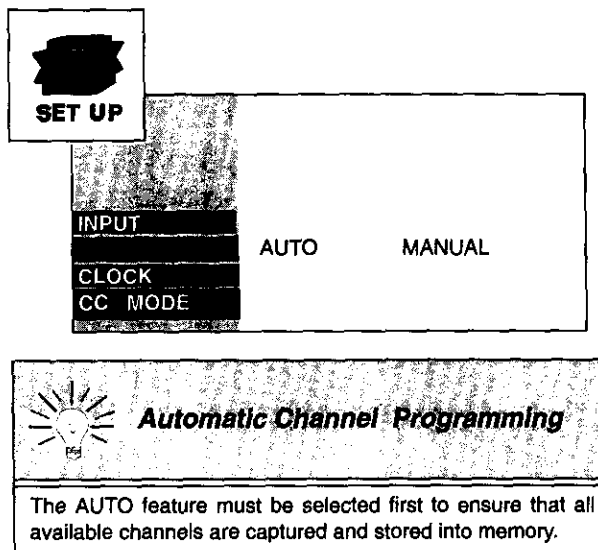 SET UP
INPUT
AUTO MANUAL
CLOCK
CC MODE
Automatic Channel Programming
The AUTO feature must be selected first to ensure that all
available channels are captured and stored into memory.